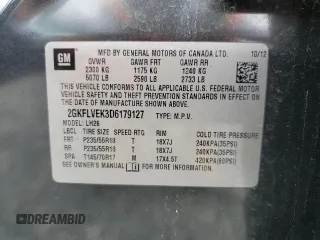 GM
MFD BY GENERAL MOTORS OF CANADA LTD. 10/12
GVWR GAWR FRT GAWR RR
2300 KG 1175 KG 1240 KG
5070 LB 2590 LB 2733 LB
THIS VEHICLE CONFORMS TO ALL APPLICABLE U.S. FEDERAL MOTOR
VEHICLE SAFETY AND THEFT PREVENTION STANDARDS IN
EFFECT ON THE DATE OF MANUFACTURE SHOWN ABOVE.
2GKFLVEK3D6179127 TYPE: M.P.V.
MODEL: LH26
LBCL TIRE SIZE SPEED RTG RIM COLD TIRE PRESSURE
FRT P235/55R18 T 18X7J 240KPA(35PSI)
RR P235/55R18 T 18X7J 240KPA(35PSI)
SPA T145/70R17 M 17X4.5T 420KPA(60PSI)
SEE OWNER'S MANUAL FOR ADDITIONAL INFORMATION
DREAMBID